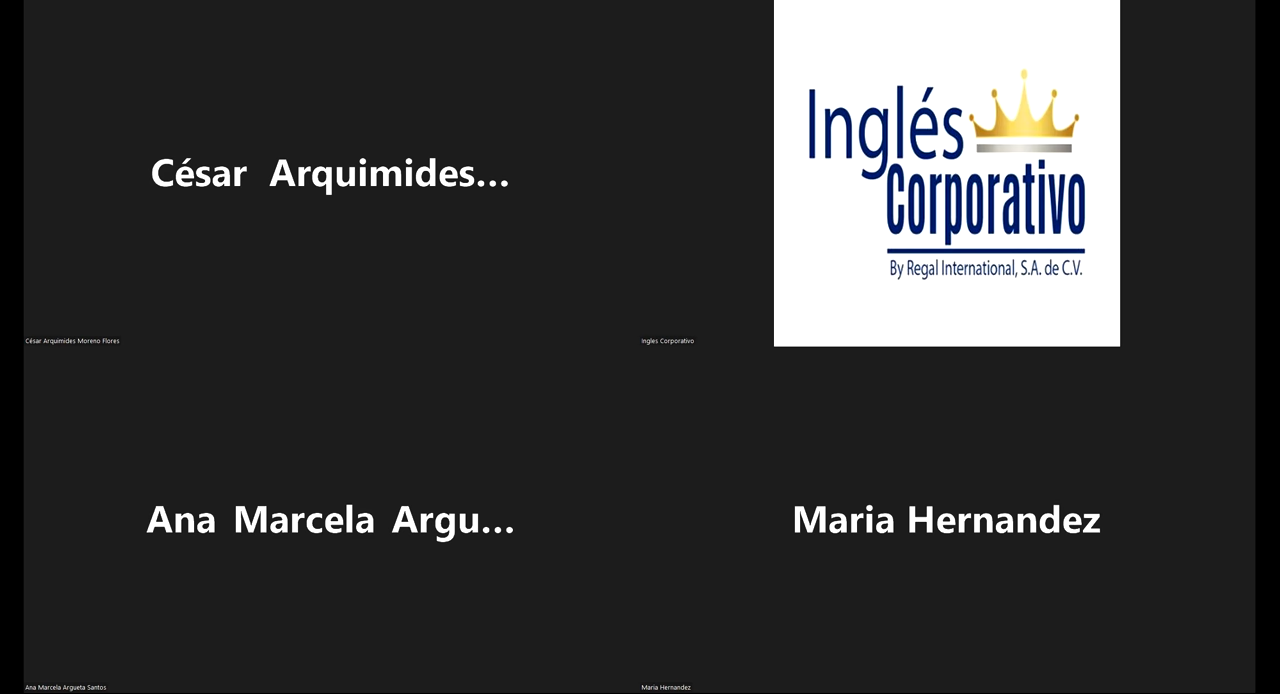 César Arquimides...
César Arquimides Moreno Flores
Inglés
Corporativo
By Regal International, S.A. de C.V.
Ingles Corporativo
Ana Marcela Argu...
Ana Marcela Argueta Santos
Maria Hernandez
Maria Hernandez